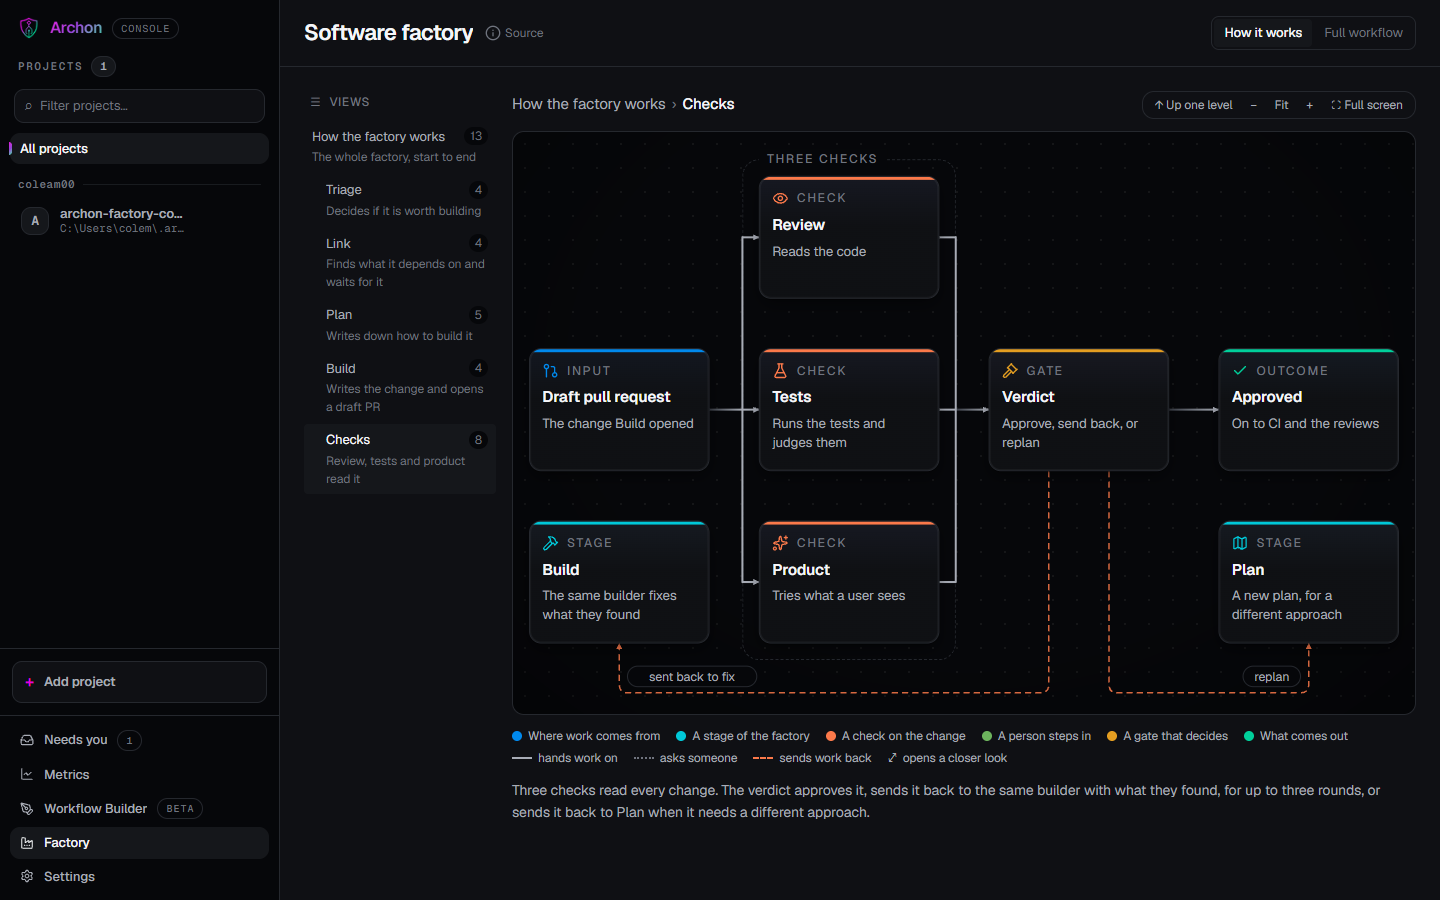 Archon CONSOLE
PROJECTS 1
Filter projects...
All projects
coleam00
A
archon-factory-co...
C:\Users\colem\.ar...
Add project
Needs you 1
Metrics
Workflow Builder BETA
Factory
Settings
Software factory Source
How it works Full workflow
VIEWS
How the factory works 13
The whole factory, start to end
Triage 4
Decides if it is worth building
Link 4
Finds what it depends on and
waits for it
Plan 5
Writes down how to build it
Build 4
Writes the change and opens
a draft PR
Checks 8
Review, tests and product
read it
How the factory works › Checks
↑ Up one level − Fit + Full screen
THREE CHECKS
CHECK
Review
Reads the code
INPUT
Draft pull request
The change Build opened
CHECK
Tests
Runs the tests and
judges them
GATE
Verdict
Approve, send back, or
replan
OUTCOME
Approved
On to CI and the reviews
STAGE
Build
The same builder fixes
what they found
CHECK
Product
Tries what a user sees
STAGE
Plan
A new plan, for a
different approach
sent back to fix
replan
Where work comes from A stage of the factory A check on the change A person steps in A gate that decides What comes out
hands work on asks someone sends work back opens a closer look
Three checks read every change. The verdict approves it, sends it back to the same builder with what they found, for up to three rounds, or
sends it back to Plan when it needs a different approach.